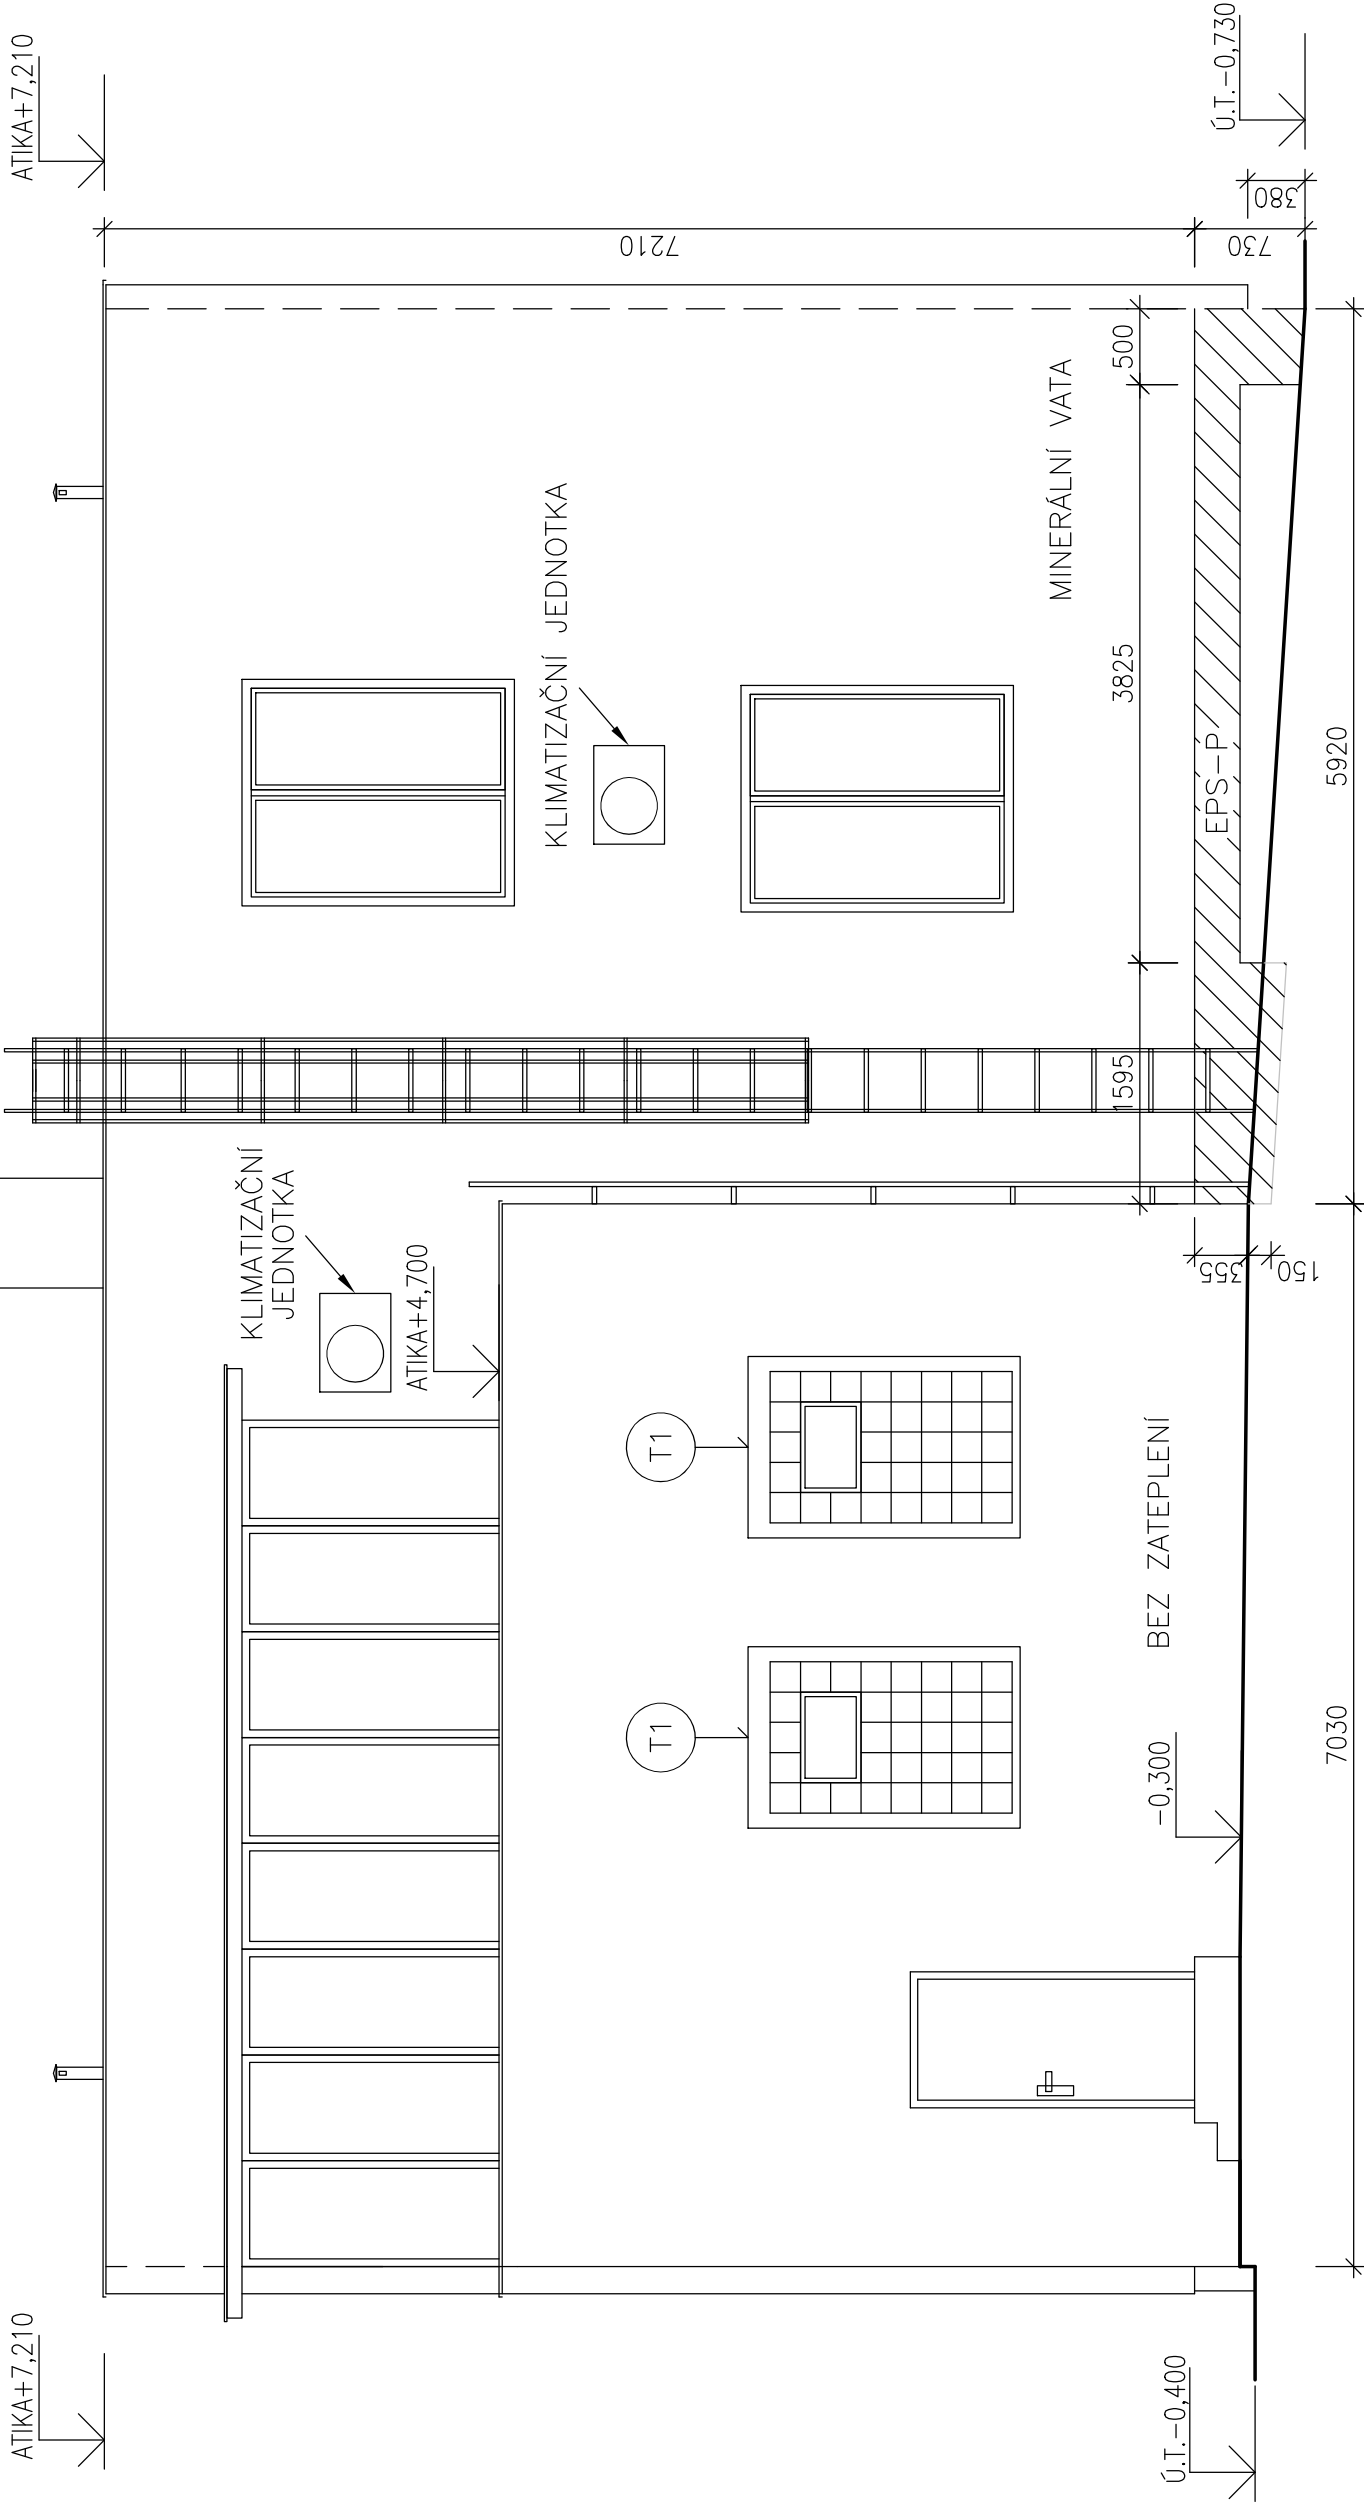 ATIKA+7,210
ATIKA+7,210
KLIMATIZAČNÍ
JEDNOTKA
ATIKA+4,700
KLIMATIZAČNÍ JEDNOTKA
7210
T1
T1
MINERÁLNÍ VATA
1595
3825
500
BEZ ZATEPLENÍ
-0,300
EPS-P
355
150
730
380
Ú.T.-0,400
Ú.T.-0,730
7030
5920